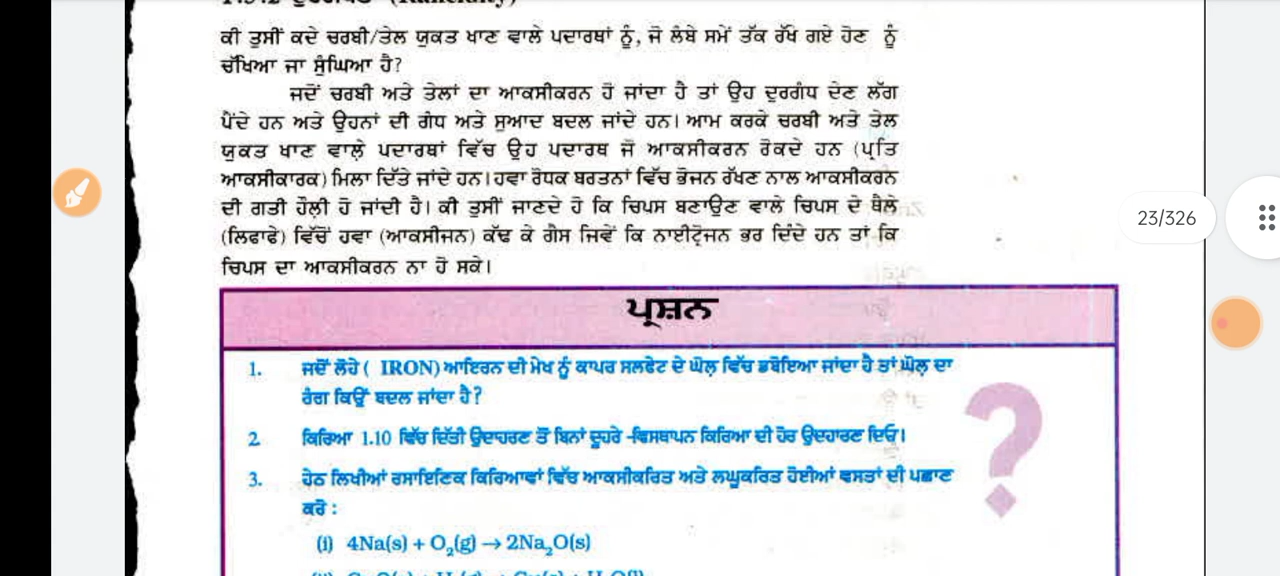 ਕੀ ਤੁਸੀਂ ਕਦੇ ਚਰਬੀ/ਤੇਲ ਯੁਕਤ ਖਾਣ ਵਾਲੇ ਪਦਾਰਥਾਂ ਨੂੰ, ਜੋ ਲੰਬੇ ਸਮੇਂ ਤੱਕ ਰੱਖੇ ਗਏ ਹੋਣ ਨੂੰ
ਚੱਖਿਆ ਜਾ ਸੁੰਘਿਆ ਹੈ?
ਜਦੋਂ ਚਰਬੀ ਅਤੇ ਤੇਲਾਂ ਦਾ ਆਕਸੀਕਰਨ ਹੋ ਜਾਂਦਾ ਹੈ ਤਾਂ ਉਹ ਦੁਰਗੰਧ ਦੇਣ ਲੱਗ
ਪੈਂਦੇ ਹਨ ਅਤੇ ਉਹਨਾਂ ਦੀ ਗੰਧ ਅਤੇ ਸੁਆਦ ਬਦਲ ਜਾਂਦੇ ਹਨ। ਆਮ ਕਰਕੇ ਚਰਬੀ ਅਤੇ ਤੇਲ
ਯੁਕਤ ਖਾਣ ਵਾਲ਼ੇ ਪਦਾਰਥਾਂ ਵਿੱਚ ਉਹ ਪਦਾਰਥ ਜੋ ਆਕਸੀਕਰਨ ਰੋਕਦੇ ਹਨ (ਪ੍ਰਤਿ
ਆਕਸੀਕਾਰਕ) ਮਿਲਾ ਦਿੱਤੇ ਜਾਂਦੇ ਹਨ।ਹਵਾ ਰੋਧਕ ਬਰਤਨਾਂ ਵਿੱਚ ਭੋਜਨ ਰੱਖਣ ਨਾਲ ਆਕਸੀਕਰਨ
ਦੀ ਗਤੀ ਹੌਲੀ ਹੋ ਜਾਂਦੀ ਹੈ। ਕੀ ਤੁਸੀਂ ਜਾਣਦੇ ਹੋ ਕਿ ਚਿਪਸ ਬਣਾਉਣ ਵਾਲੇ ਚਿਪਸ ਦੇ ਥੈਲੇ
(ਲਿਫਾਫੇ) ਵਿੱਚੋਂ ਹਵਾ (ਆਕਸੀਜਨ) ਕੱਢ ਕੇ ਗੈਸ ਜਿਵੇਂ ਕਿ ਨਾਈਟ੍ਰੋਜਨ ਭਰ ਦਿੰਦੇ ਹਨ ਤਾਂ ਕਿ
ਚਿਪਸ ਦਾ ਆਕਸੀਕਰਨ ਨਾ ਹੋ ਸਕੇ।
23/326
ਪ੍ਰਸ਼ਨ
1. ਜਦੋਂ ਲੋਹੇ ( IRON) ਆਇਰਨ ਦੀ ਮੇਖ ਨੂੰ ਕਾਪਰ ਸਲਫੇਟ ਦੇ ਘੋਲ਼ ਵਿੱਚ ਡਬੋਇਆ ਜਾਂਦਾ ਹੈ ਤਾਂ ਘੋਲ਼ ਦਾ
ਰੰਗ ਕਿਉਂ ਬਦਲ ਜਾਂਦਾ ਹੈ?
2 ਕਿਰਿਆ 1.10 ਵਿੱਚ ਦਿੱਤੀ ਉਦਾਹਰਣ ਤੋਂ ਬਿਨਾਂ ਦੂਹਰੇ -ਵਿਸਥਾਪਨ ਕਿਰਿਆ ਦੀ ਹੋਰ ਉਦਹਾਰਣ ਦਿਓ।
3. ਹੇਠ ਲਿਖੀਆਂ ਰਸਾਇਣਿਕ ਕਿਰਿਆਵਾਂ ਵਿੱਚ ਆਕਸੀਕਰਿਤ ਅਤੇ ਲਘੂਕਰਿਤ ਹੋਈਆਂ ਵਸਤਾਂ ਦੀ ਪਛਾਣ
ਕਰੋ :
(i) 4Na(s) + O₂(g) → 2Na₂O(s)
?